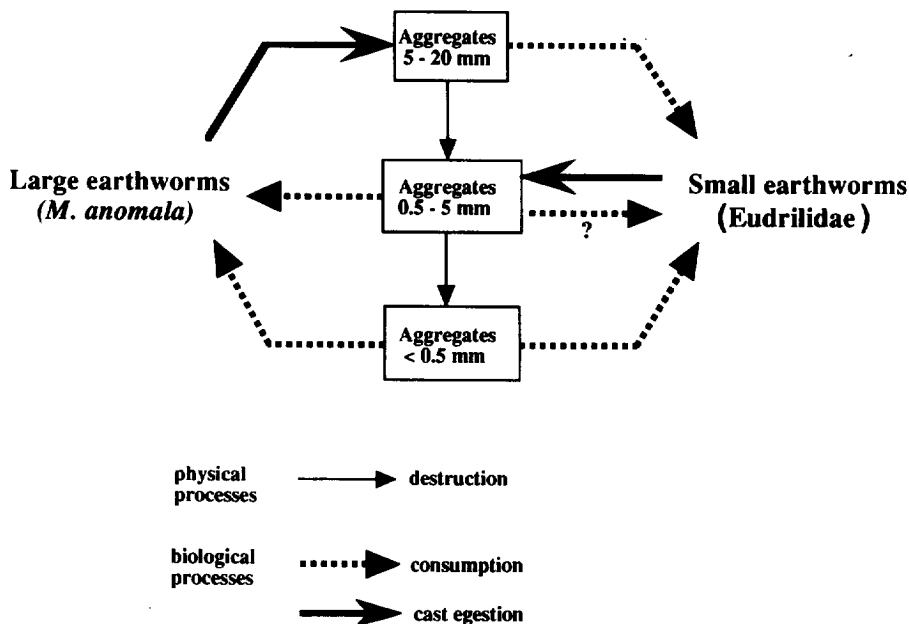 Aggregates
5 - 20 mm
Large earthworms
(M. anomala)
Aggregates
0.5 - 5 mm
?
Small earthworms
(Eudrilidae)
Aggregates
< 0.5 mm
physical
processes
destruction
biological
processes
consumption
cast egestion